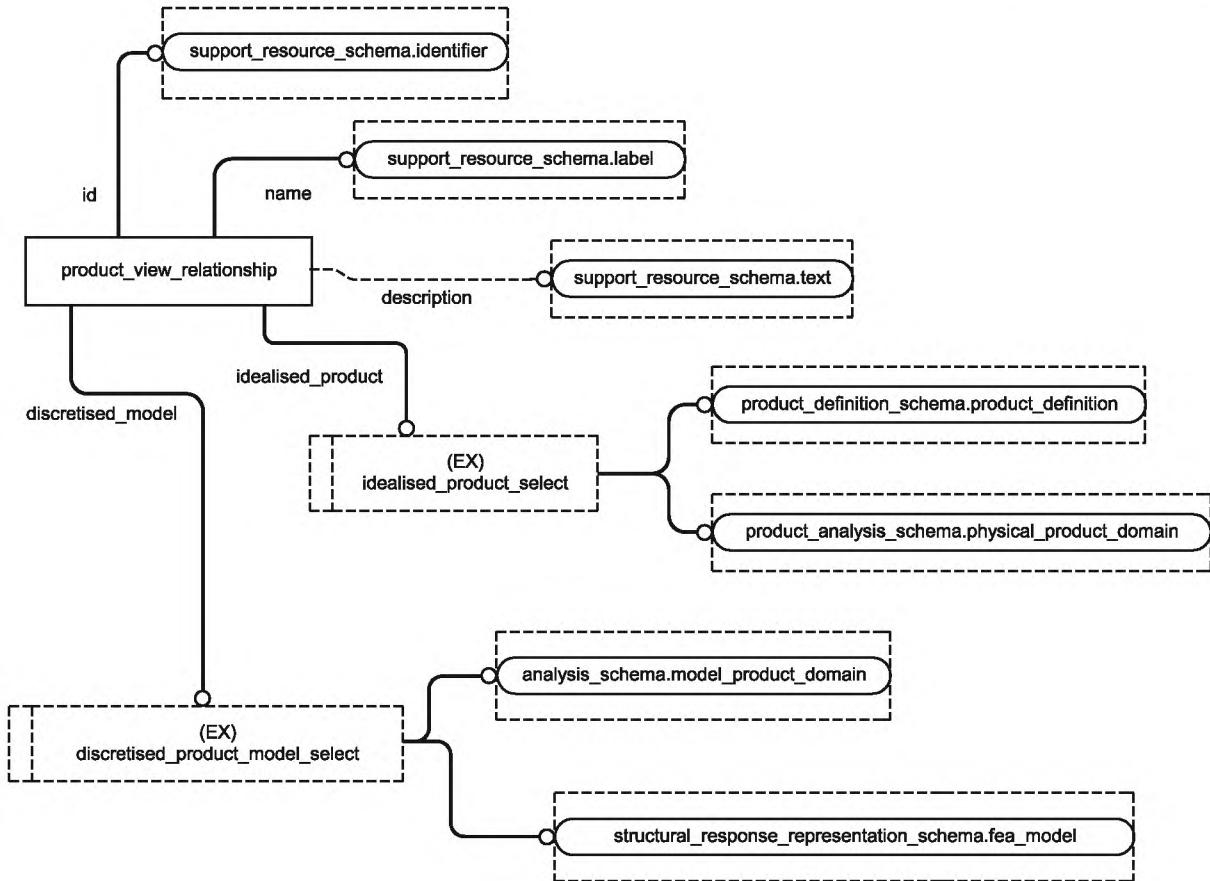 support_resource_schema.identifier
support_resource_schema.label
id
name
product_view_relationship
support_resource_schema.text
description
idealised_product
discretised_model
product_definition_schema.product_definition
(EX)
idealised_product_select
product_analysis_schema.physical_product_domain
analysis_schema.model_product_domain
(EX)
discretised_product_model_select
structural_response_representation_schema.fea_model